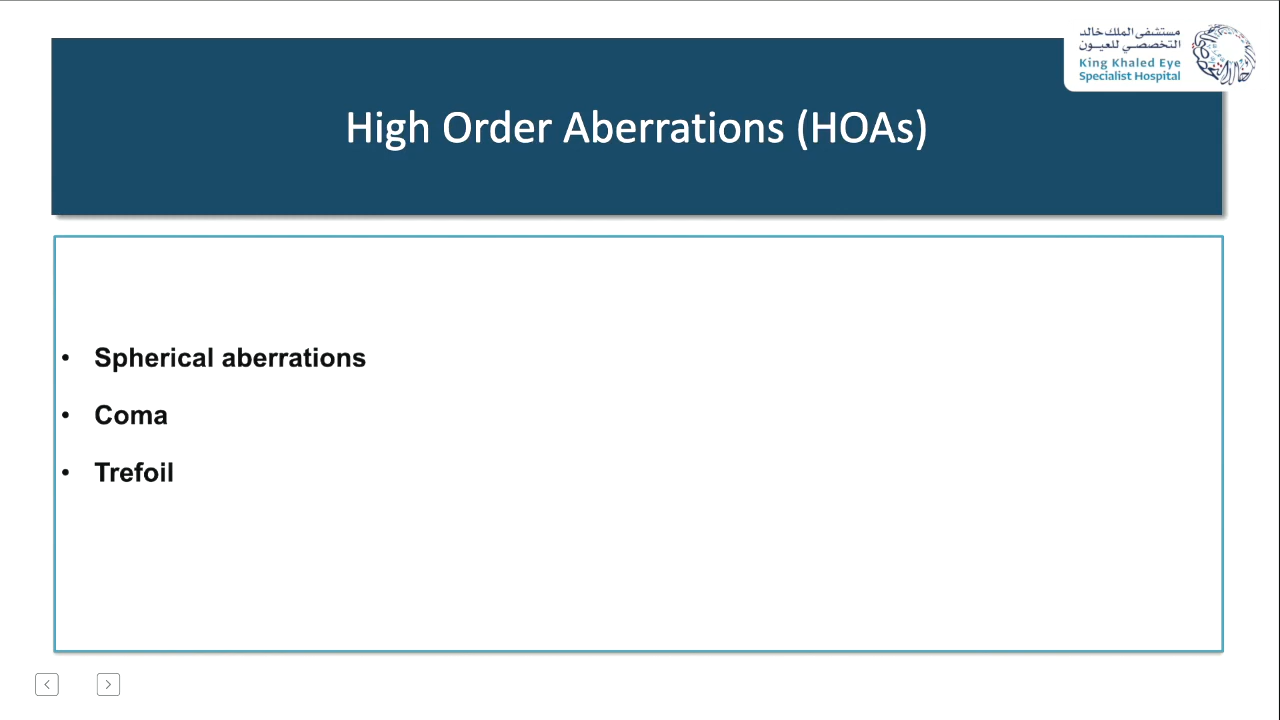 مستشفى الملك خالد
التخصصي للعيون
King Khaled Eye
Specialist Hospital
High Order Aberrations (HOAs)
• Spherical aberrations
• Coma
• Trefoil